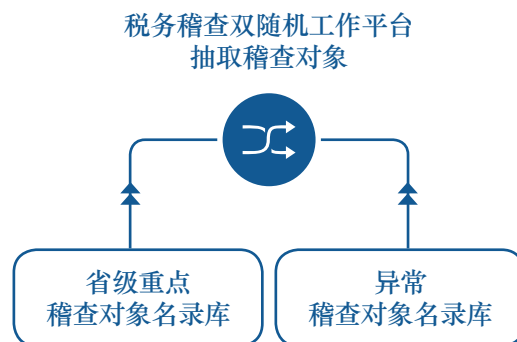 税务稽查双随机工作平台
抽取稽查对象
省级重点
稽查对象名录库
异常
稽查对象名录库